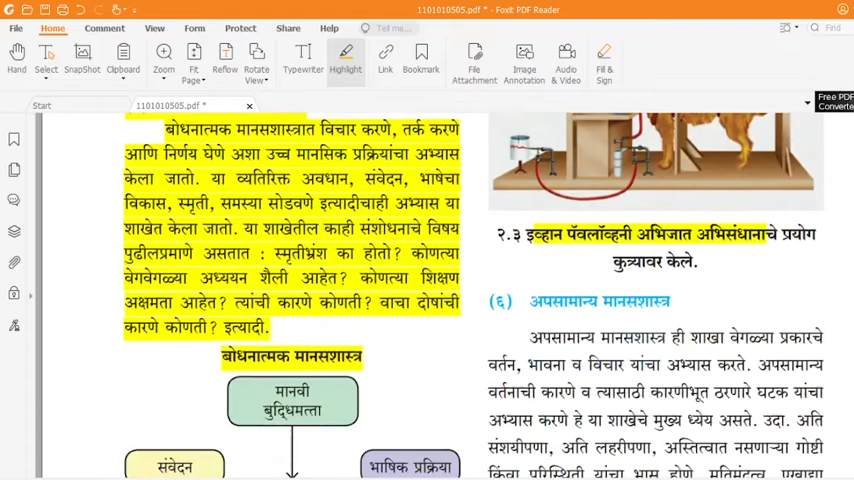 1101010505.pdf * - Foxit PDF Reader
File Home Comment View Form Protect Share Help Tell me... Find
Hand Select SnapShot Clipboard Zoom Fit Page Reflow Rotate View Typewriter Highlight Link Bookmark File Attachment Image Annotation Audio & Video Fill & Sign
Start 1101010505.pdf *
Free PDF
Converte
बोधनात्मक मानसशास्त्रात विचार करणे, तर्क करणे
आणि निर्णय घेणे अशा उच्च मानसिक प्रक्रियांचा अभ्यास
केला जातो. या व्यतिरिक्त अवधान, संवेदन, भाषेचा
विकास, स्मृती, समस्या सोडवणे इत्यादीचाही अभ्यास या
शाखेत केला जातो. या शाखेतील काही संशोधनाचे विषय
पुढीलप्रमाणे असतात : स्मृतीभ्रंश का होतो? कोणत्या
वेगवेगळ्या अध्ययन शैली आहेत? कोणत्या शिक्षण
अक्षमता आहेत? त्यांची कारणे कोणती? वाचा दोषांची
कारणे कोणती? इत्यादी.
बोधनात्मक मानसशास्त्र
मानवी
बुद्धिमत्ता
संवेदन
भाषिक प्रक्रिया
२.३ इव्हान पॅवलॉव्हनी अभिजात अभिसंधानाचे प्रयोग
कुत्र्यावर केले.
(६) अपसामान्य मानसशास्त्र
अपसामान्य मानसशास्त्र ही शाखा वेगळ्या प्रकारचे
वर्तन, भावना व विचार यांचा अभ्यास करते. अपसामान्य
वर्तनाची कारणे व त्यासाठी कारणीभूत ठरणारे घटक यांचा
अभ्यास करणे हे या शाखेचे मुख्य ध्येय असते. उदा. अति
संशयीपणा, अति लहरीपणा, अस्तित्वात नसणाऱ्या गोष्टी
किंवा परिस्थिती यांचा भास होणे, मतिमंदत्व, एखाद्या